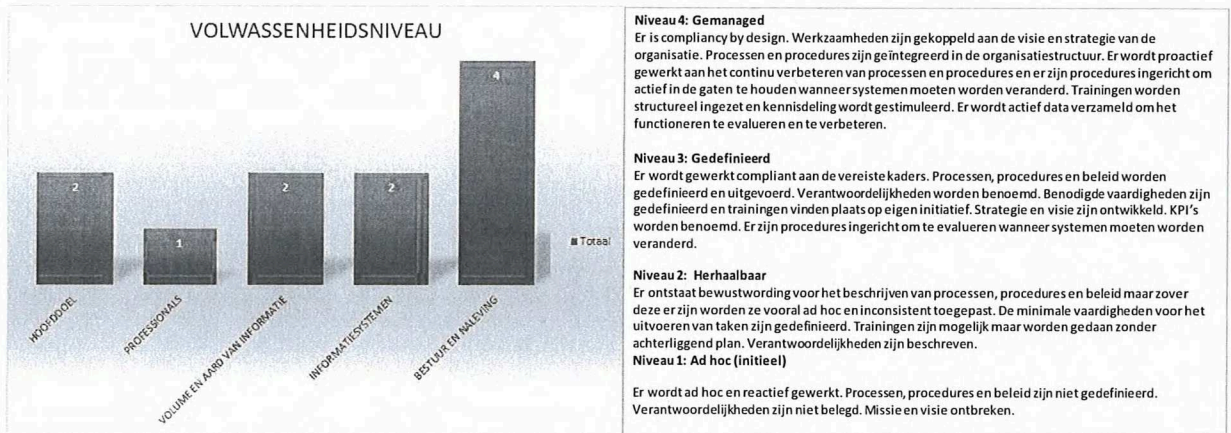 VOLWASSENHEIDSNIVEAU
4
2
2
2
1
Totaal
HOOFDDOEL
PROFESSIONALS
VOLUME EN AARD VAN INFORMATIE
INFORMATIESYSTEMEN
BESTUUR EN NALEVING
Niveau 4: Gemanaged
Er is compliancy by design. Werkzaamheden zijn gekoppeld aan de visie en strategie van de
organisatie. Processen en procedures zijn geïntegreerd in de organisatiestructuur. Er wordt proactief
gewerkt aan het continu verbeteren van processen en procedures en er zijn procedures ingericht om
actief in de gaten te houden wanneer systemen moeten worden veranderd. Trainingen worden
structureel ingezet en kennisdeling wordt gestimuleerd. Er wordt actief data verzameld om het
functioneren te evalueren en te verbeteren.
Niveau 3: Gedefinieerd
Er wordt gewerkt compliant aan de vereiste kaders. Processen, procedures en beleid worden
gedefinieerd en uitgevoerd. Verantwoordelijkheden worden benoemd. Benodigde vaardigheden zijn
gedefinieerd en trainingen vinden plaats op eigen initiatief. Strategie en visie zijn ontwikkeld. KPI's
worden benoemd. Er zijn procedures ingericht om te evalueren wanneer systemen moeten worden
veranderd.
Niveau 2: Herhaalbaar
Er ontstaat bewustwording voor het beschrijven van processen, procedures en beleid maar zover
deze er zijn worden ze vooral ad hoc en inconsistent toegepast. De minimale vaardigheden voor het
uitvoeren van taken zijn gedefinieerd. Trainingen zijn mogelijk maar worden gedaan zonder
achterliggend plan. Verantwoordelijkheden zijn beschreven.
Niveau 1: Ad hoc (initieel)
Er wordt ad hoc en reactief gewerkt. Processen, procedures en beleid zijn niet gedefinieerd.
Verantwoordelijkheden zijn niet belegd. Missie en visie ontbreken.